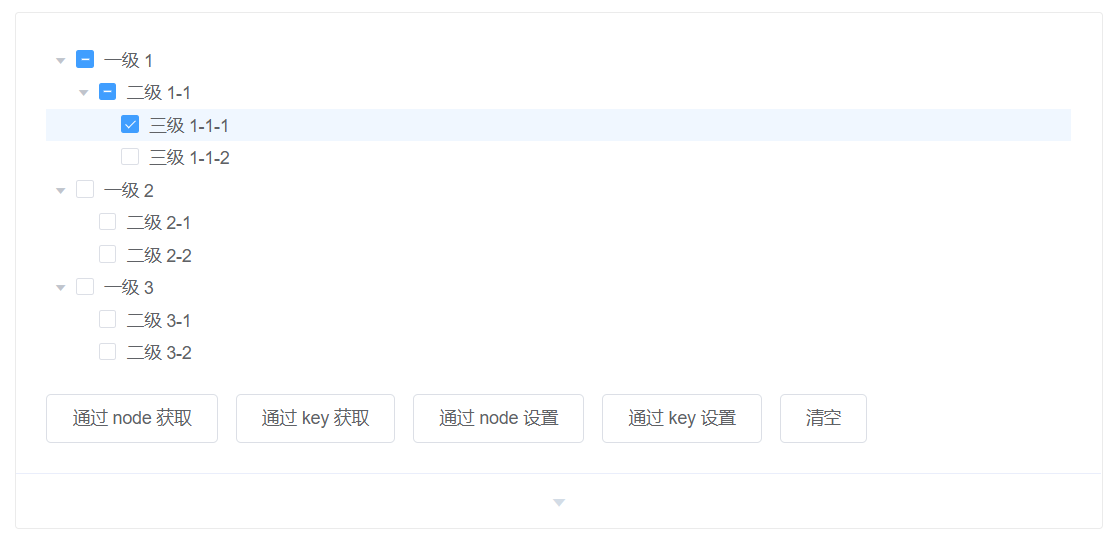 一级 1
二级 1-1
三级 1-1-1
三级 1-1-2
一级 2
二级 2-1
二级 2-2
一级 3
二级 3-1
二级 3-2
通过 node 获取 通过 key 获取 通过 node 设置 通过 key 设置 清空